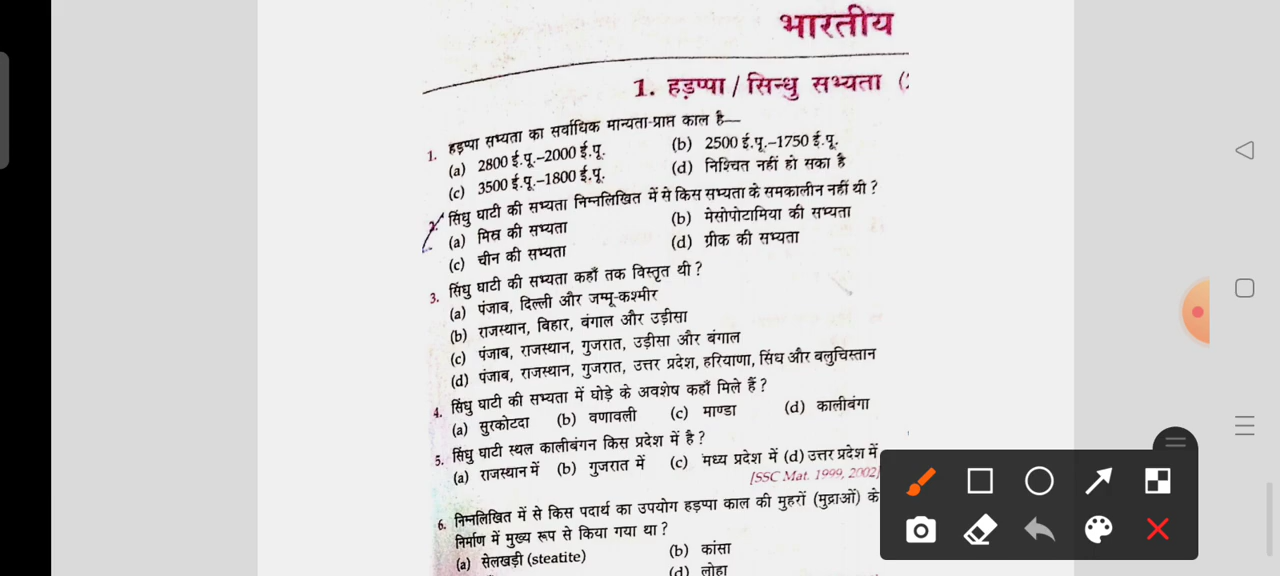 भारतीय
1. हड़प्पा / सिन्धु सभ्यता (
1. हड़प्पा सभ्यता का सर्वाधिक मान्यता-प्राप्त काल है—
(a) 2800 ई.पू.–2000 ई.पू. (b) 2500 ई.पू.–1750 ई.पू.
(c) 3500 ई.पू.–1800 ई.पू. (d) निश्चित नहीं हो सका है
2. सिंधु घाटी की सभ्यता निम्नलिखित में से किस सभ्यता के समकालीन नहीं थी ?
(a) मिस्र की सभ्यता (b) मेसोपोटामिया की सभ्यता
(c) चीन की सभ्यता (d) ग्रीक की सभ्यता
3. सिंधु घाटी की सभ्यता कहाँ तक विस्तृत थी ?
(a) पंजाब, दिल्ली और जम्मू-कश्मीर
(b) राजस्थान, बिहार, बंगाल और उड़ीसा
(c) पंजाब, राजस्थान, गुजरात, उड़ीसा और बंगाल
(d) पंजाब, राजस्थान, गुजरात, उत्तर प्रदेश, हरियाणा, सिंध और बलुचिस्तान
4. सिंधु घाटी की सभ्यता में घोड़े के अवशेष कहाँ मिले हैं ?
(a) सुरकोटदा (b) वणावली (c) माण्डा (d) कालीबंगा
5. सिंधु घाटी स्थल कालीबंगन किस प्रदेश में है ?
(a) राजस्थान में (b) गुजरात में (c) मध्य प्रदेश में (d) उत्तर प्रदेश में
[SSC Mat. 1999, 2002]
6. निम्नलिखित में से किस पदार्थ का उपयोग हड़प्पा काल की मुहरों (मुद्राओं) के
निर्माण में मुख्य रूप से किया गया था ?
(a) सेलखड़ी (steatite) (b) कांसा
(d) लोहा